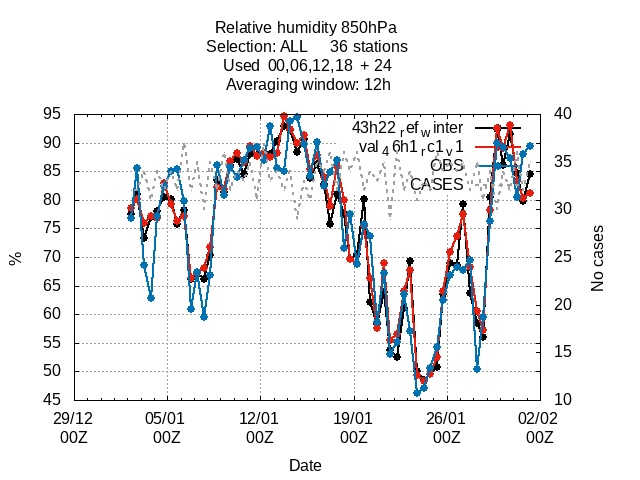 Relative humidity 850hPa
Selection: ALL 36 stations
Used 00,06,12,18 + 24
Averaging window: 12h
95 40
43h22_ref_winter
val_46h1_rc1_v1
90
OBS 35
85
CASES
80 30
75
% 70 25 No cases
65
60 20
55 15
50
45 10
29/12 05/01 12/01 19/01 26/01 02/02
00Z 00Z 00Z 00Z 00Z 00Z
Date